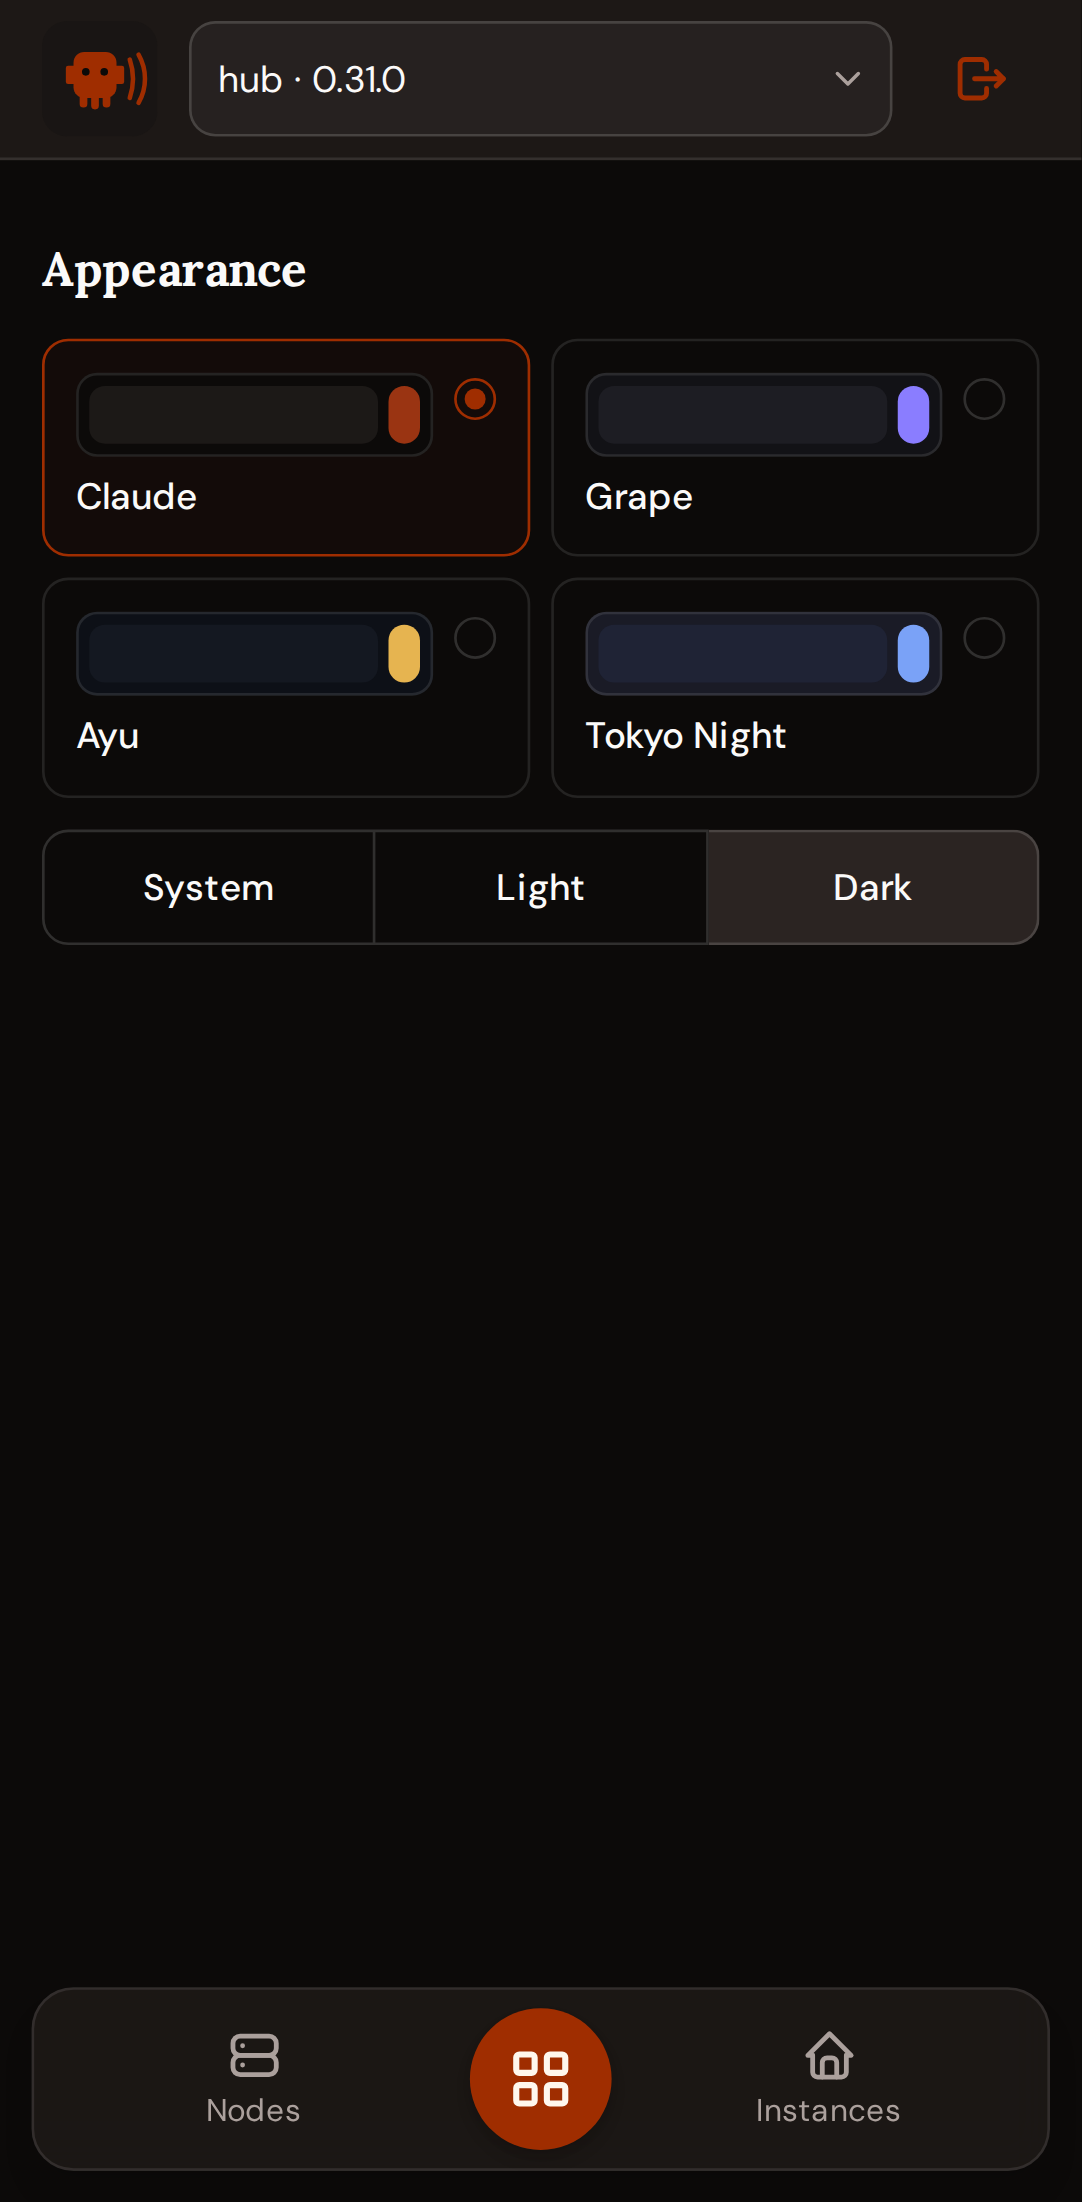 hub · 0.31.0
Appearance
Claude
Grape
Ayu
Tokyo Night
System
Light
Dark
Nodes
Instances